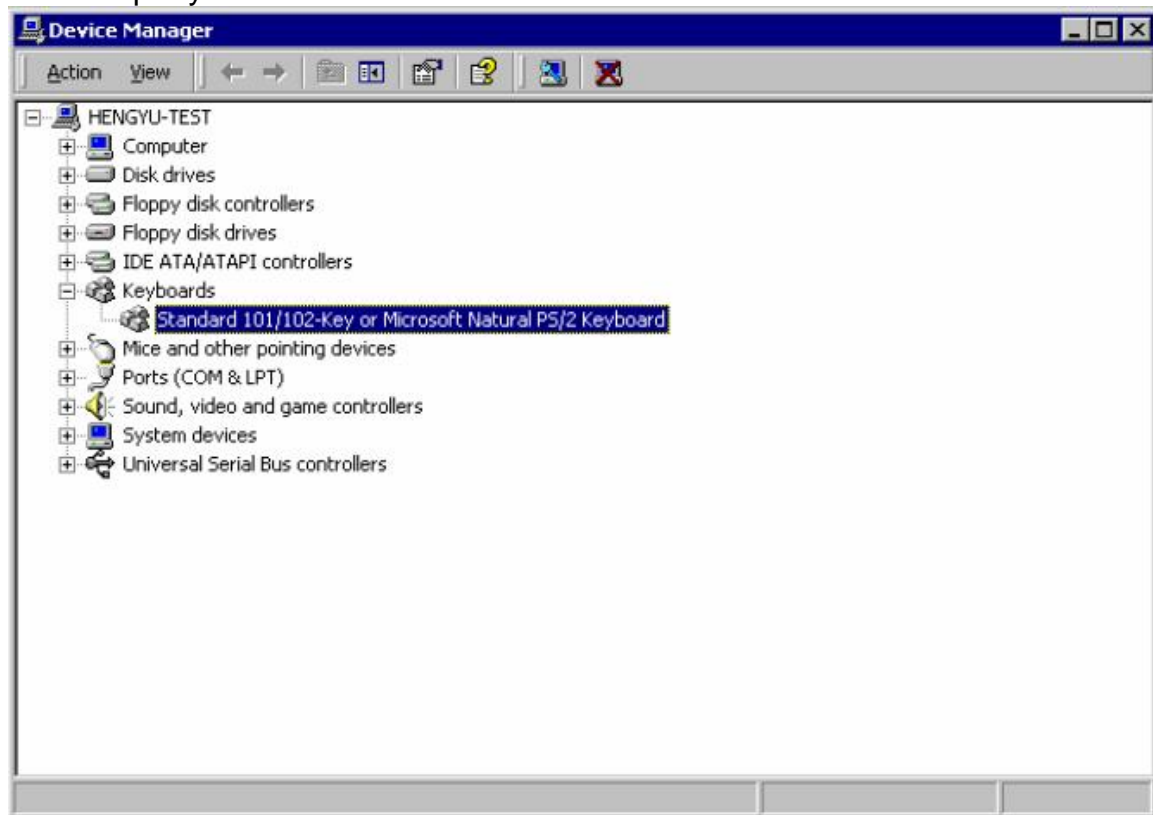 Device Manager
Action View
HENGYU-TEST
Computer
Disk drives
Floppy disk controllers
Floppy disk drives
IDE ATA/ATAPI controllers
Keyboards
Standard 101/102-Key or Microsoft Natural PS/2 Keyboard
Mice and other pointing devices
Ports (COM & LPT)
Sound, video and game controllers
System devices
Universal Serial Bus controllers